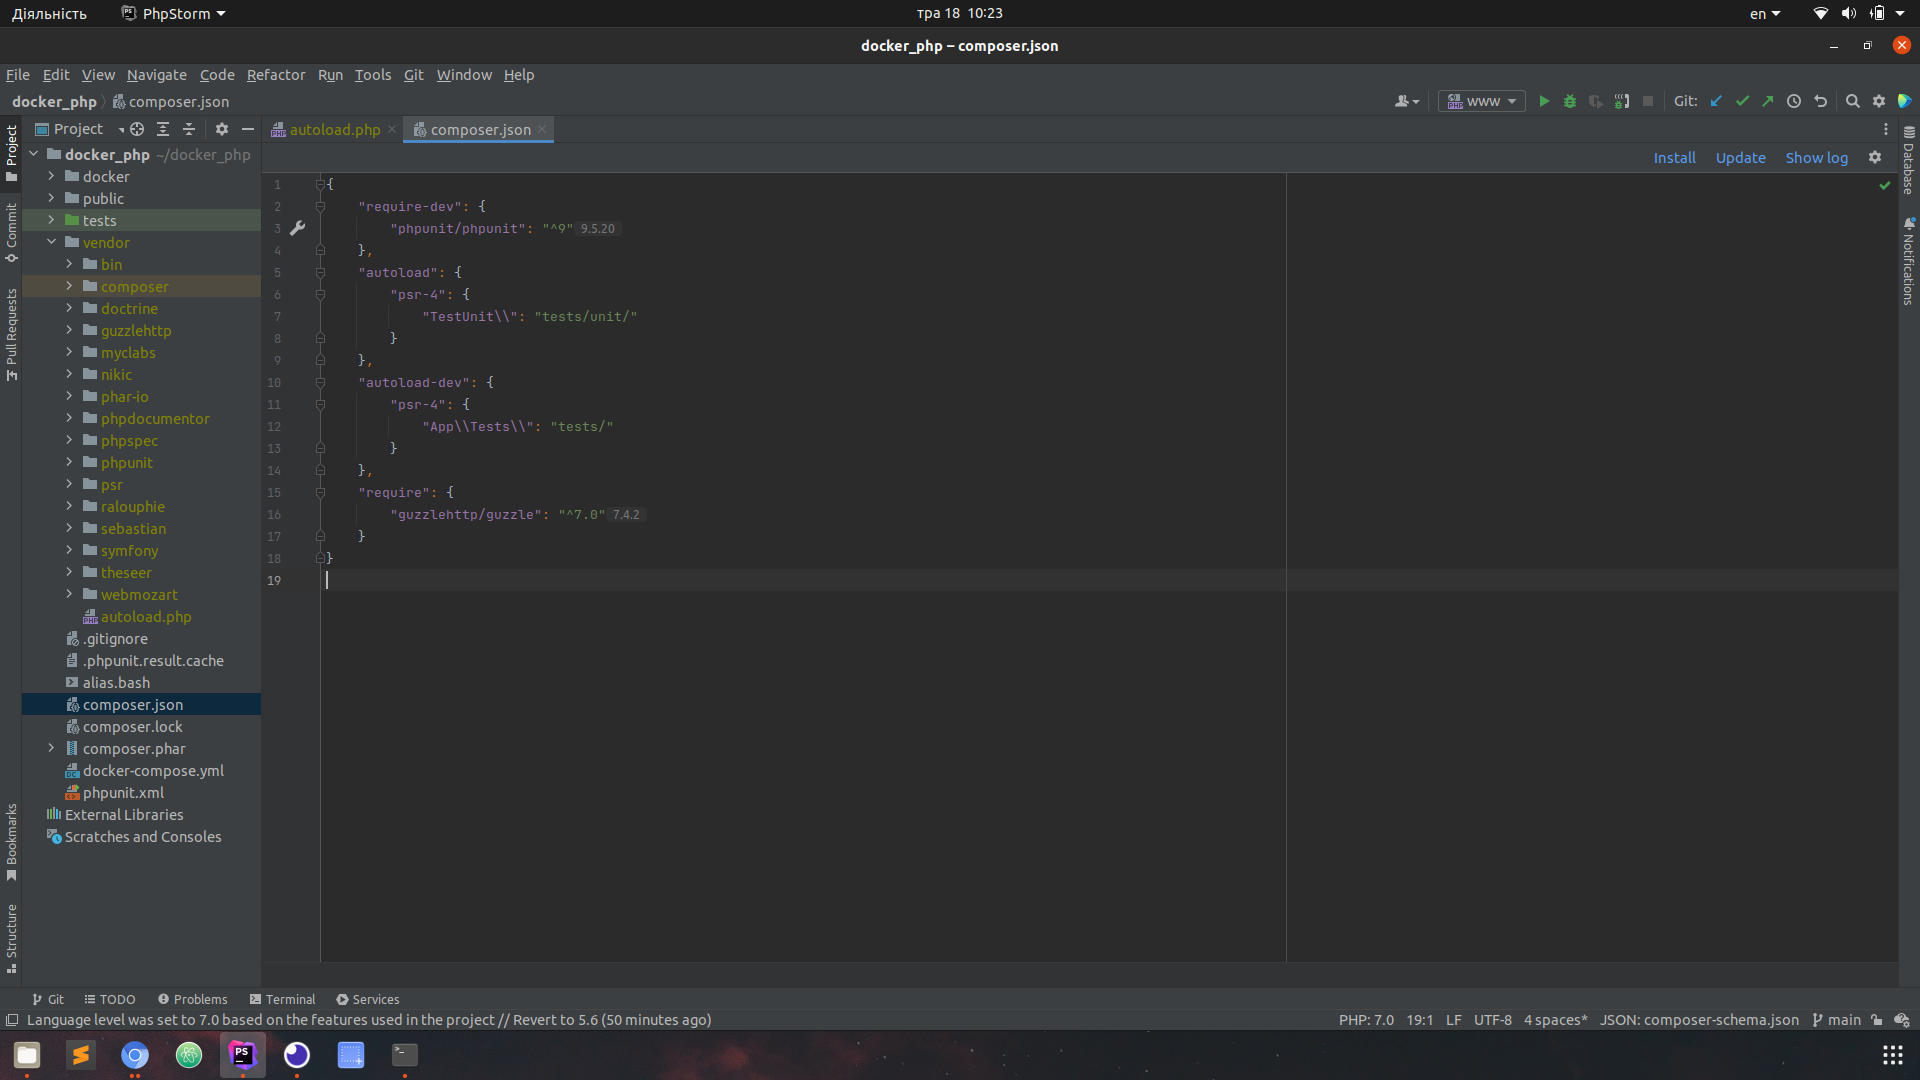 Діяльність PhpStorm тра 18 10:23 en
docker_php – composer.json
File Edit View Navigate Code Refactor Run Tools Git Window Help
docker_php composer.json www Git:
Project autoload.php composer.json
Install Update Show log
docker_php ~/docker_php
docker
public
tests
vendor
bin
composer
doctrine
guzzlehttp
myclabs
nikic
phar-io
phpdocumentor
phpspec
phpunit
psr
ralouphie
sebastian
symfony
theseer
webmozart
autoload.php
.gitignore
.phpunit.result.cache
alias.bash
composer.json
composer.lock
composer.phar
docker-compose.yml
phpunit.xml
External Libraries
Scratches and Consoles
1 {
2 "require-dev": {
3 "phpunit/phpunit": "^9" 9.5.20
4 },
5 "autoload": {
6 "psr-4": {
7 "TestUnit\\": "tests/unit/"
8 }
9 },
10 "autoload-dev": {
11 "psr-4": {
12 "App\\Tests\\": "tests/"
13 }
14 },
15 "require": {
16 "guzzlehttp/guzzle": "^7.0" 7.4.2
17 }
18 }
19
Project
Commit
Pull Requests
Bookmarks
Structure
Database
Notifications
Git TODO Problems Terminal Services
Language level was set to 7.0 based on the features used in the project // Revert to 5.6 (50 minutes ago) PHP: 7.0 19:1 LF UTF-8 4 spaces* JSON: composer-schema.json main
PS